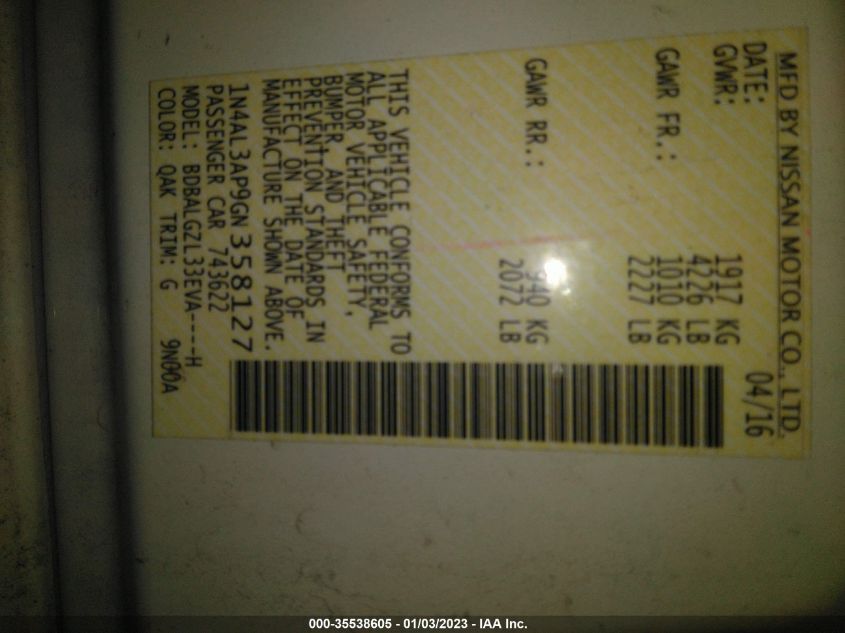 MFD BY NISSAN MOTOR CO., LTD.
DATE: 04/16
GVWR: 1917 KG
4226 LB
GAWR FR.: 1010 KG
2227 LB
GAWR RR.: 940 KG
2072 LB
THIS VEHICLE CONFORMS TO
ALL APPLICABLE FEDERAL
MOTOR VEHICLE SAFETY,
BUMPER, AND THEFT
PREVENTION STANDARDS IN
EFFECT ON THE DATE OF
MANUFACTURE SHOWN ABOVE.
1N4AL3AP9GN358127
PASSENGER CAR 743622
MODEL: BDBALGZL33EVA----H
COLOR: QAK TRIM: G 9N00A
000-35538605 - 01/03/2023 - IAA Inc.